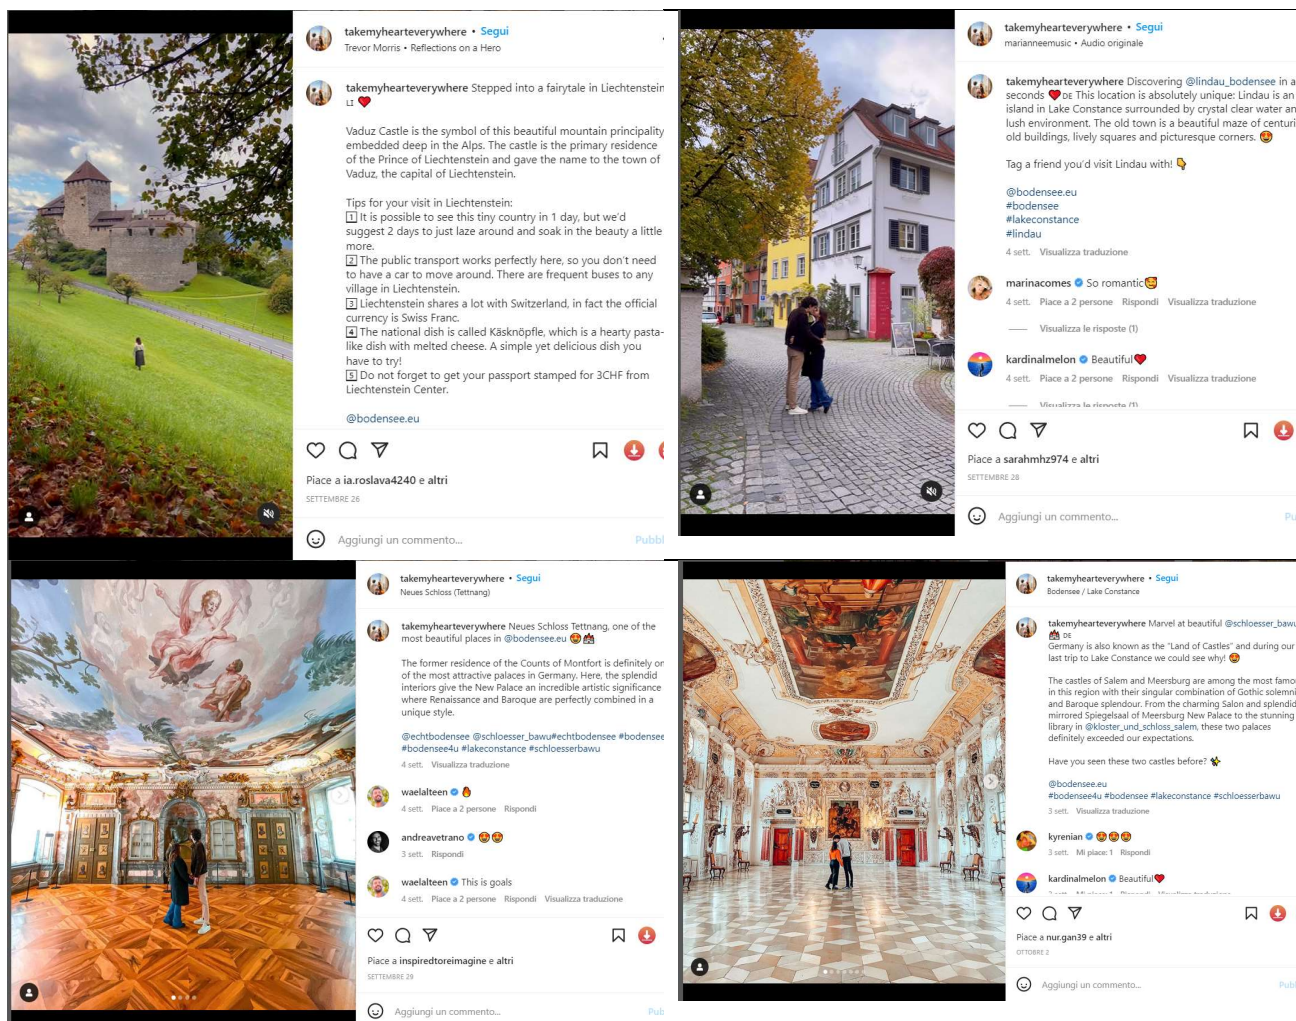 takemyhearteverywhere • Segui
Trevor Morris • Reflections on a Hero
takemyhearteverywhere Stepped into a fairytale in Liechtenstein
LI ❤️
Vaduz Castle is the symbol of this beautiful mountain principality
embedded deep in the Alps. The castle is the primary residence
of the Prince of Liechtenstein and gave the name to the town of
Vaduz, the capital of Liechtenstein.
Tips for your visit in Liechtenstein:
1 It is possible to see this tiny country in 1 day, but we'd
suggest 2 days to just laze around and soak in the beauty a little
more.
2 The public transport works perfectly here, so you don't need
to have a car to move around. There are frequent buses to any
village in Liechtenstein.
3 Liechtenstein shares a lot with Switzerland, in fact the official
currency is Swiss Franc.
4 The national dish is called Käsknöpfle, which is a hearty pasta-
like dish with melted cheese. A simple yet delicious dish you
have to try!
5 Do not forget to get your passport stamped for 3CHF from
Liechtenstein Center.
@bodensee.eu
Piace a ia.roslava4240 e altri
SETTEMBRE 26
Aggiungi un commento...
Pubbl
takemyhearteverywhere • Segui
marianneemusic • Audio originale
takemyhearteverywhere Discovering @lindau_bodensee in a
seconds ❤️ DE This location is absolutely unique: Lindau is an
island in Lake Constance surrounded by crystal clear water an
lush environment. The old town is a beautiful maze of centuri
old buildings, lively squares and picturesque corners. 😍
Tag a friend you'd visit Lindau with! 👇
@bodensee.eu
#bodensee
#lakeconstance
#lindau
4 sett. Visualizza traduzione
marinacomes So romantic🥰
4 sett. Piace a 2 persone Rispondi Visualizza traduzione
Visualizza le risposte (1)
kardinalmelon Beautiful❤️
4 sett. Piace a 2 persone Rispondi Visualizza traduzione
Visualizza le risposte (1)
Piace a sarahmhz974 e altri
SETTEMBRE 28
Aggiungi un commento...
Pu
takemyhearteverywhere • Segui
Neues Schloss (Tettnang)
takemyhearteverywhere Neues Schloss Tettnang, one of the
most beautiful places in @bodensee.eu 😍🏰
The former residence of the Counts of Montfort is definitely on
of the most attractive palaces in Germany. Here, the splendid
interiors give the New Palace an incredible artistic significance
where Renaissance and Baroque are perfectly combined in a
unique style.
@echtbodensee @schloesser_bawu#echtbodensee #bodensee
#bodensee4u #lakeconstance #schloesserbawu
4 sett. Visualizza traduzione
waelalteen 🔥
4 sett. Piace a 2 persone Rispondi
andreavetrano 😍😍
3 sett. Rispondi
waelalteen This is goals
4 sett. Piace a 2 persone Rispondi Visualizza traduzione
Piace a inspiredtoreimagine e altri
SETTEMBRE 29
Aggiungi un commento...
Pub
takemyhearteverywhere • Segui
Bodensee / Lake Constance
takemyhearteverywhere Marvel at beautiful @schloesser_bawu
🏰 DE
Germany is also known as the "Land of Castles" and during our
last trip to Lake Constance we could see why! 😍
The castles of Salem and Meersburg are among the most famou
in this region with their singular combination of Gothic solemni
and Baroque splendour. From the charming Salon and splendid
mirrored Spiegelsaal of Meersburg New Palace to the stunning
library in @kloster_und_schloss_salem, these two palaces
definitely exceeded our expectations.
Have you seen these two castles before? ✨
@bodensee.eu
#bodensee4u #bodensee #lakeconstance #schloesserbawu
3 sett. Visualizza traduzione
kyrenian 😍😍😍
3 sett. Mi piace: 1 Rispondi
kardinalmelon Beautiful❤️
Piace a nur.gan39 e altri
OTTOBRE 2
Aggiungi un commento...
Pub